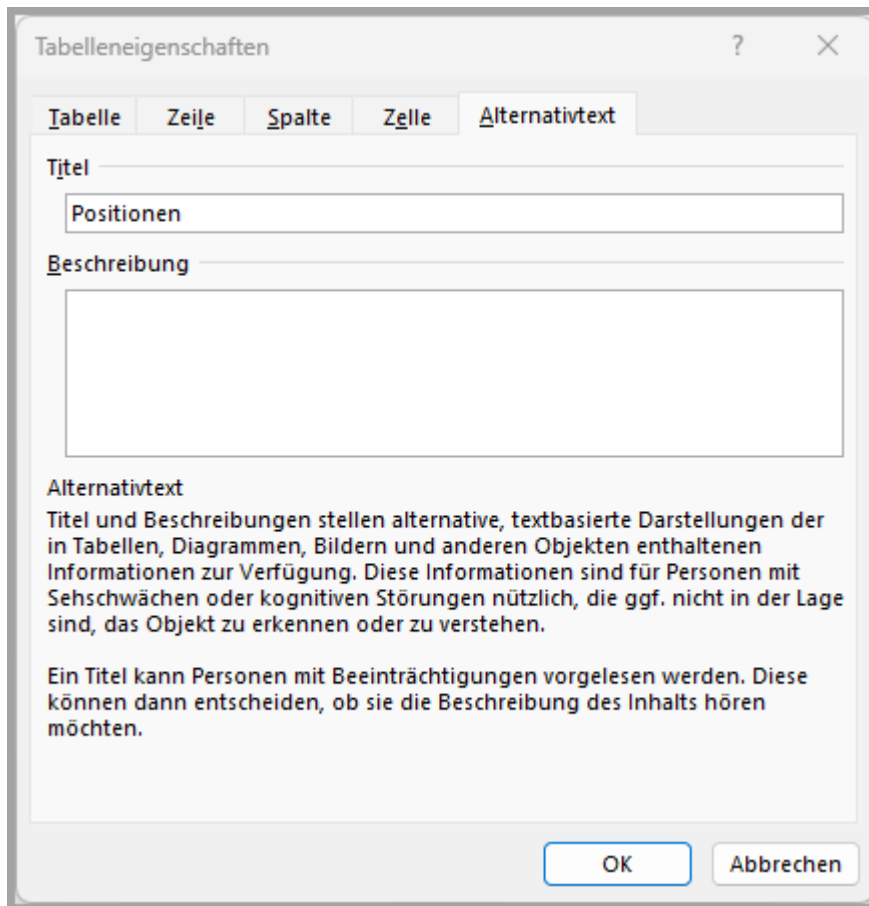 Tabelleneigenschaften ?
Tabelle Zeile Spalte Zelle Alternativtext
Titel
Positionen
Beschreibung
Alternativtext
Titel und Beschreibungen stellen alternative, textbasierte Darstellungen der
in Tabellen, Diagrammen, Bildern und anderen Objekten enthaltenen
Informationen zur Verfügung. Diese Informationen sind für Personen mit
Sehschwächen oder kognitiven Störungen nützlich, die ggf. nicht in der Lage
sind, das Objekt zu erkennen oder zu verstehen.
Ein Titel kann Personen mit Beeinträchtigungen vorgelesen werden. Diese
können dann entscheiden, ob sie die Beschreibung des Inhalts hören
möchten.
OK Abbrechen